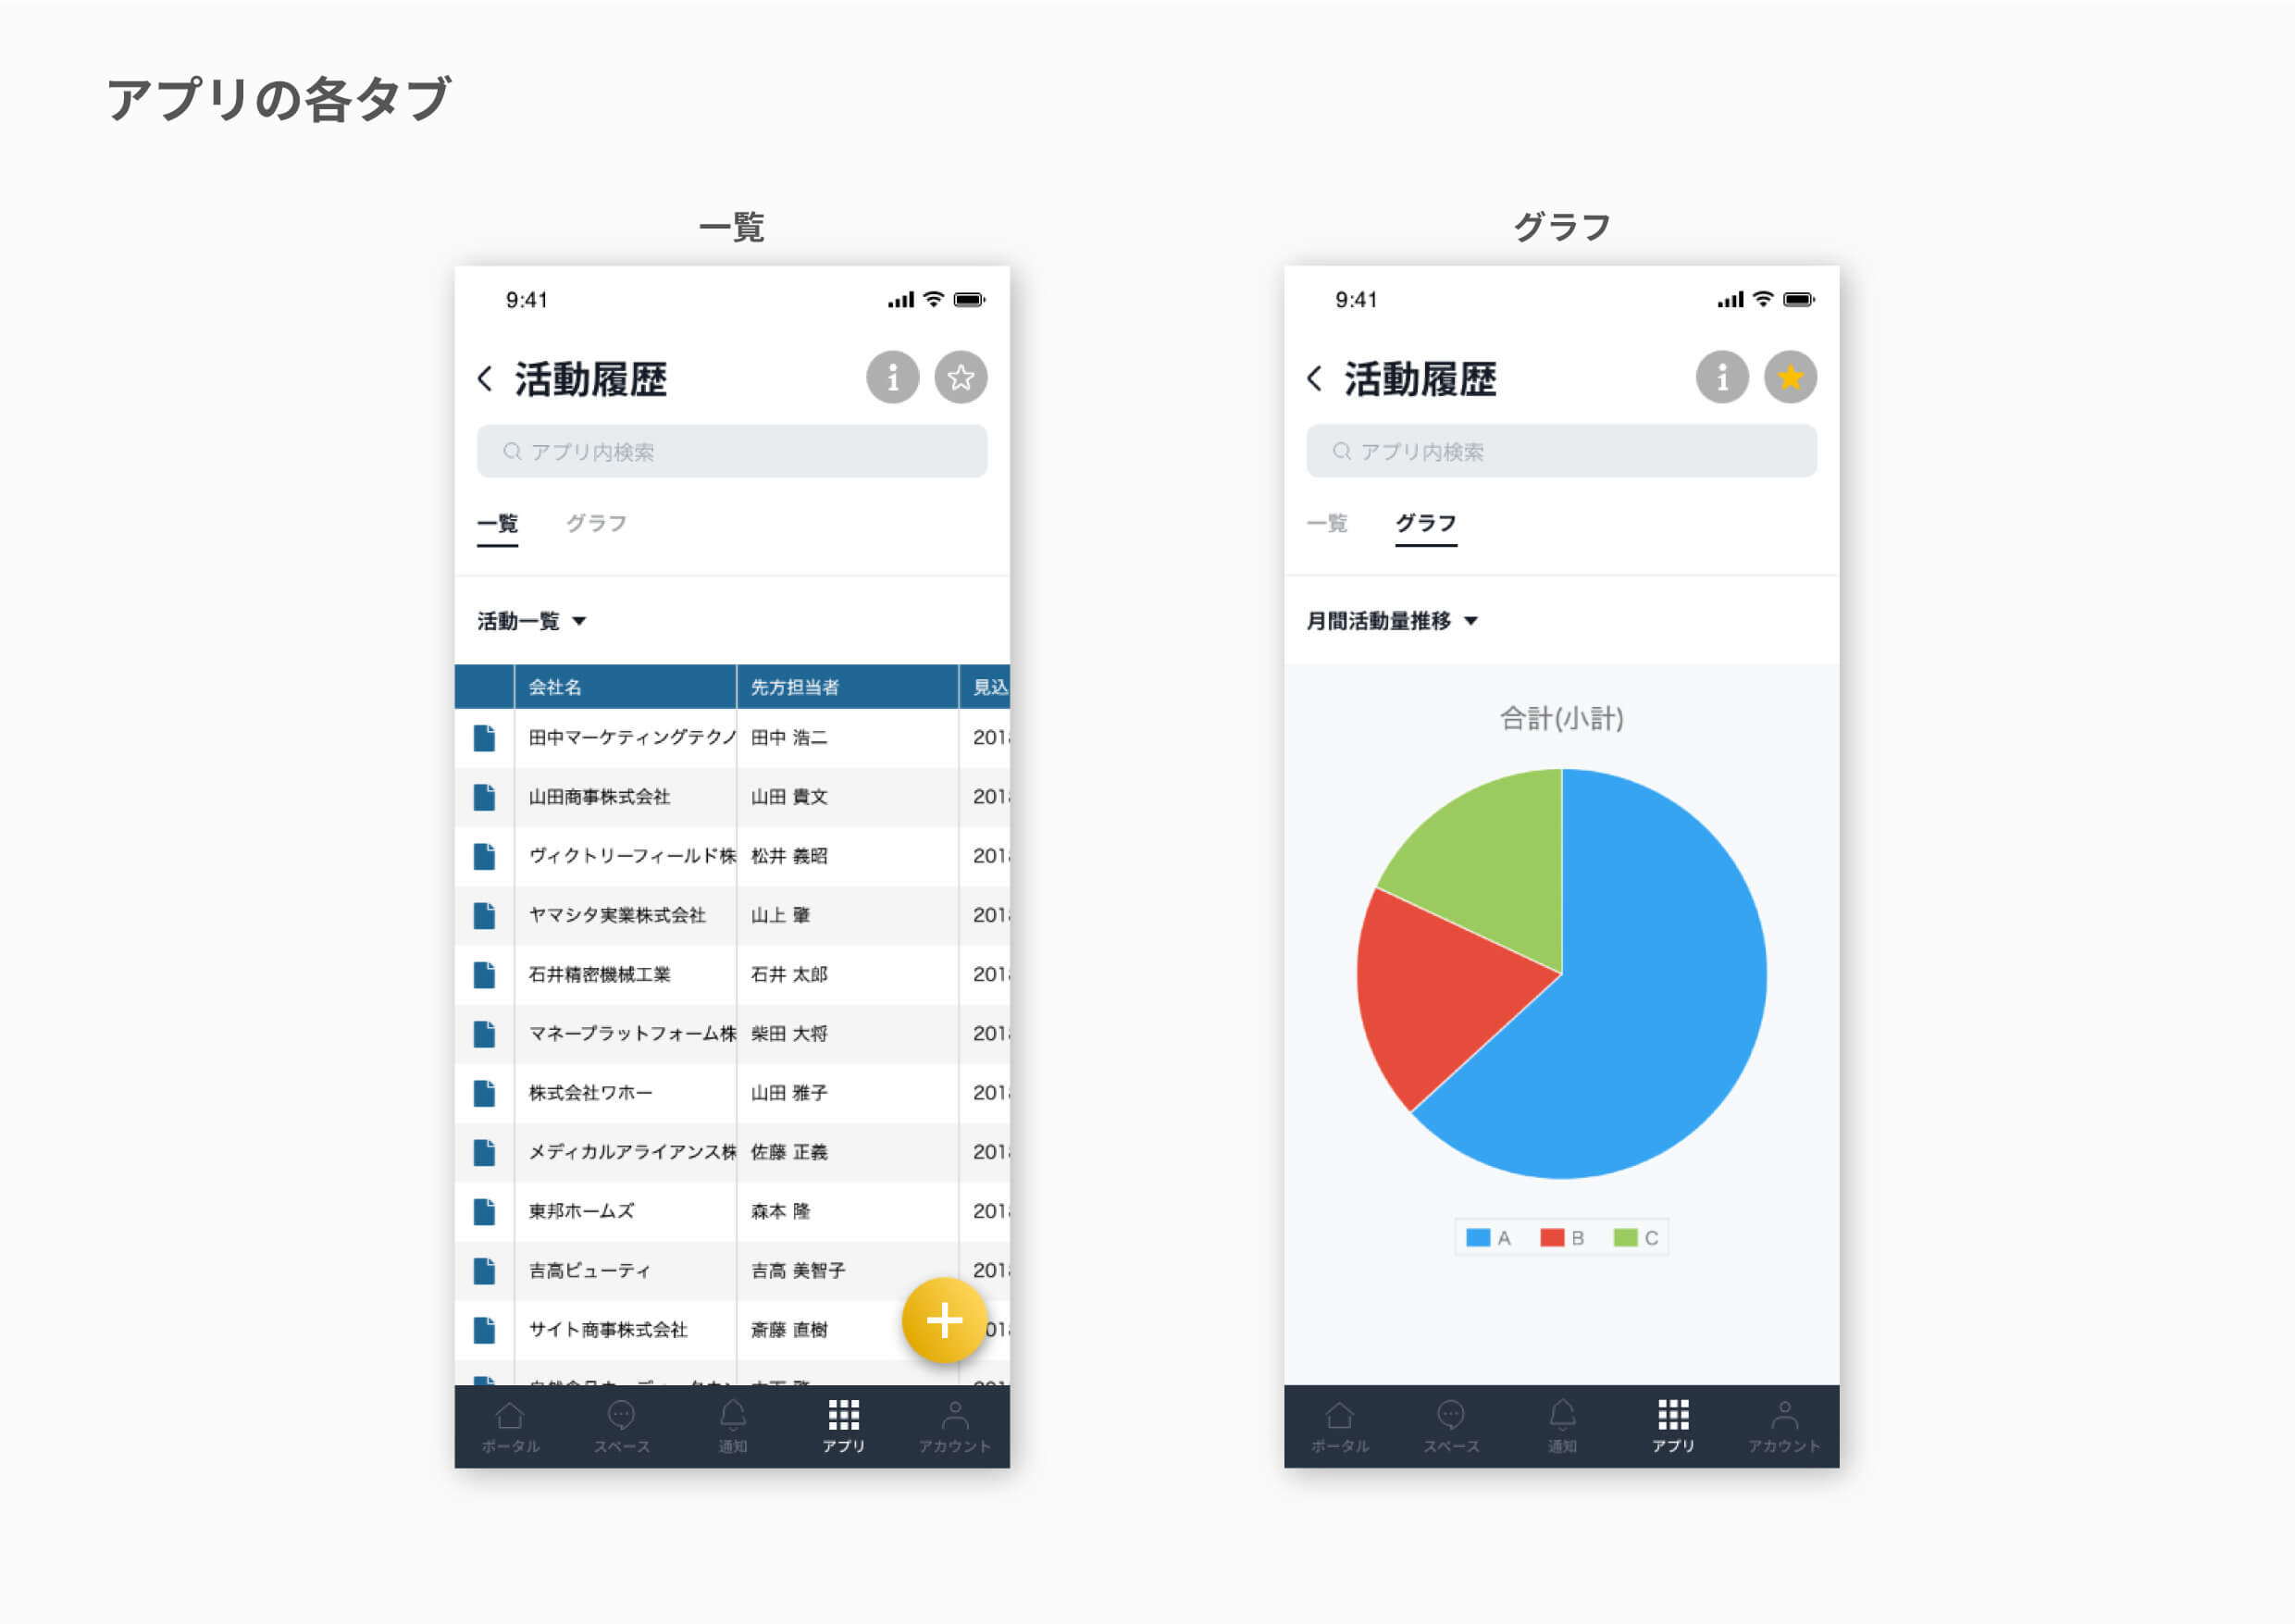 アプリの各タブ
一覧
9:41
活動履歴
アプリ内検索
一覧 グラフ
活動一覧
会社名 先方担当者 見込
田中マーケティングテクノ 田中 浩二 201
山田商事株式会社 山田 貴文 201
ヴィクトリーフィールド株 松井 義昭 201
ヤマシタ実業株式会社 山上 肇 201
石井精密機械工業 石井 太郎 201
マネープラットフォーム株 柴田 大将 201
株式会社ワホー 山田 雅子 201
メディカルアライアンス株 佐藤 正義 201
東邦ホームズ 森本 隆 201
吉高ビューティ 吉高 美智子 201
サイト商事株式会社 斎藤 直樹 01
ポータル スペース 通知 アプリ アカウント
グラフ
9:41
活動履歴
アプリ内検索
一覧 グラフ
月間活動量推移
合計(小計)
A B C
ポータル スペース 通知 アプリ アカウント